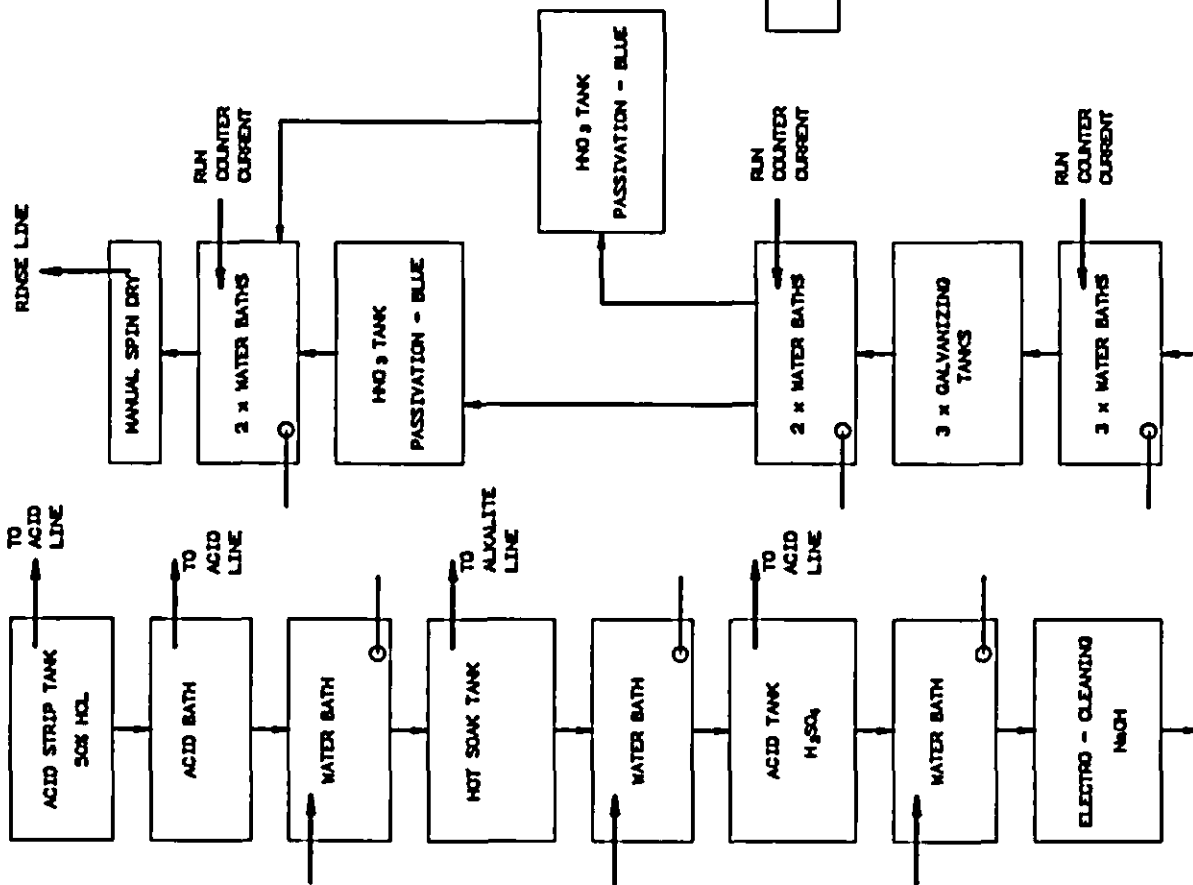 TO
ACID
LINE
ACID STRIP TANK
50% HCL
TO
ACID
LINE
ACID BATH
WATER BATH
TO
ALKALITE
LINE
HOT SOAK TANK
WATER BATH
TO
ACID
LINE
ACID TANK
H₂SO₄
WATER BATH
ELECTRO - CLEANING
NaOH
RINSE LINE
MANUAL SPIN DRY
RUN
COUNTER
CURRENT
2 x WATER BATHS
HNO₃ TANK
PASSIVATION - BLUE
HNO₃ TANK
PASSIVATION - BLUE
RUN
COUNTER
CURRENT
2 x WATER BATHS
3 x GALVANIZING
TANKS
RUN
COUNTER
CURRENT
3 x WATER BATHS